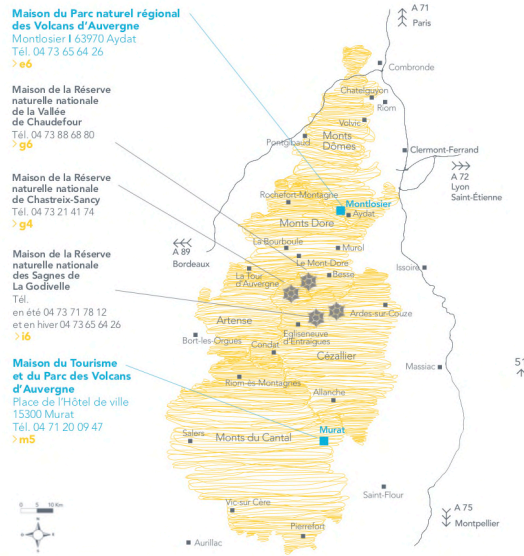 Maison du Parc naturel régional
des Volcans d'Auvergne
Montlosier I 63970 Aydat
Tél. 04 73 65 64 26
>e6
Maison de la Réserve
naturelle nationale
de la Vallée
de Chaudefour
Tél. 04 73 88 68 80
>g6
Maison de la Réserve
naturelle nationale
de Chastreix-Sancy
Tél. 04 73 21 41 74
>g4
Maison de la Réserve
naturelle nationale
des Sagnes de
La Godivelle
Tél.
en été 04 73 71 78 12
et en hiver 04 73 65 64 26
>i6
Maison du Tourisme
et du Parc des Volcans
d'Auvergne
Place de l'Hôtel de ville
15300 Murat
Tél. 04 71 20 09 47
>m5
0 5 10 Km
A 71
Paris
Combronde
Chatelguyon
Riom
Volvic
Monts
Dômes
Pontgibaud
Clermont-Ferrand
A 72
Lyon
Saint-Étienne
Rochefort-Montagne
Montlosier
Aydat
Monts Dore
A 89
Bordeaux
La Bourboule
Murol
Le Mont-Dore
Issoire
La Tour
d'Auvergne
Besse
Artense
Ardes-sur-Couze
Bort-les-Orgues
Egliseneuve
d'Entraigues
Condat
Cézallier
Massiac
51
Riom-ès-Montagnes
Allanche
Murat
Salers
Monts du Cantal
Saint-Flour
Vic-sur Cère
A 75
Montpellier
Pierrefort
Aurillac